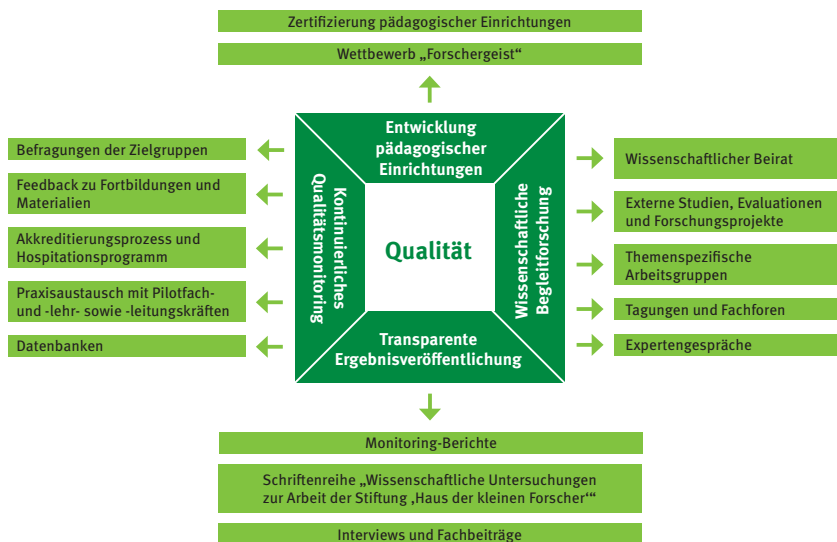 Zertifizierung pädagogischer Einrichtungen
Wettbewerb „Forschergeist"
Entwicklung
pädagogischer
Einrichtungen
Befragungen der Zielgruppen
Feedback zu Fortbildungen und
Materialien
Akkreditierungsprozess und
Hospitationsprogramm
Praxisaustausch mit Pilotfach-
und -lehr- sowie -leitungskräften
Datenbanken
Kontinuierliches
Qualitätsmonitoring
Qualität
Wissenschaftliche
Begleitforschung
Wissenschaftlicher Beirat
Externe Studien, Evaluationen
und Forschungsprojekte
Themenspezifische
Arbeitsgruppen
Tagungen und Fachforen
Expertengespräche
Transparente
Ergebnisveröffentlichung
Monitoring-Berichte
Schriftenreihe „Wissenschaftliche Untersuchungen
zur Arbeit der Stiftung ‚Haus der kleinen Forscher'"
Interviews und Fachbeiträge